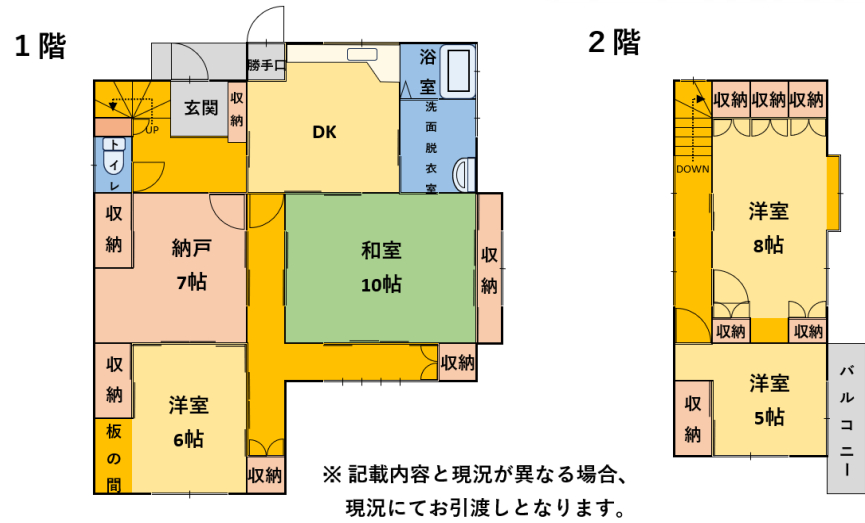 1階
2階
勝手口
浴室
玄関
収納
DK
UP
洗面脱衣室
トイレ
収納
納戸
7帖
和室
10帖
収納
収納
洋室
6帖
収納
板の間
収納
※ 記載内容と現況が異なる場合、
現況にてお引渡しとなります。
収納
収納
収納
DOWN
洋室
8帖
収納
収納
洋室
5帖
収納
バルコニー